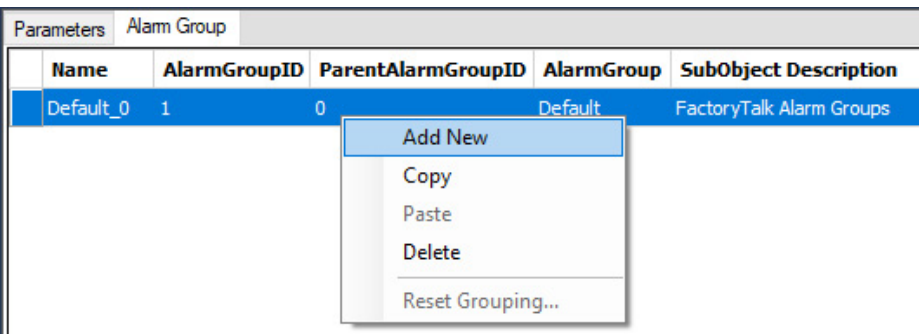 Parameters Alarm Group
Name AlarmGroupID ParentAlarmGroupID AlarmGroup SubObject Description
Default_0 1 0 Default FactoryTalk Alarm Groups
Add New
Copy
Paste
Delete
Reset Grouping...